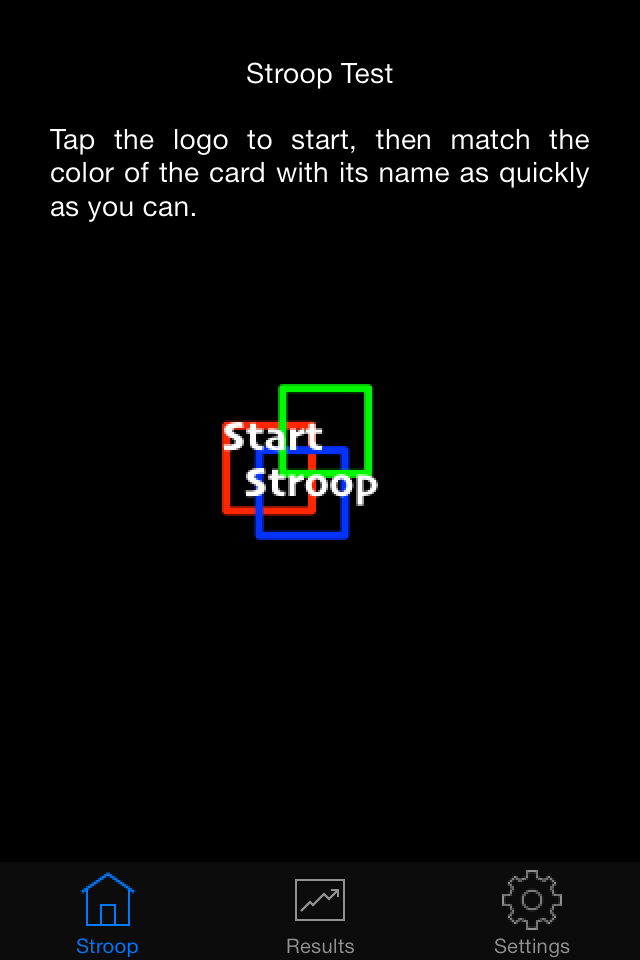 Stroop Test
Tap the logo to start, then match the
color of the card with its name as quickly
as you can.
Start
Stroop
Stroop
Results
Settings